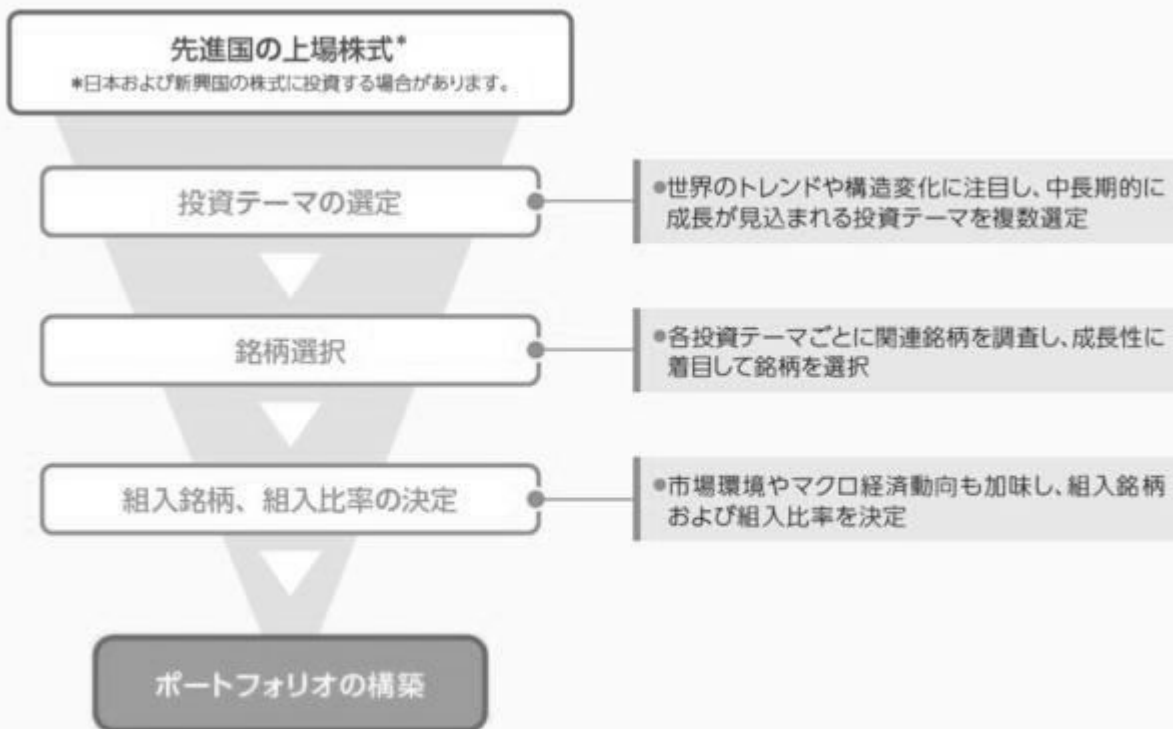 先進国の上場株式*
*日本および新興国の株式に投資する場合があります。
投資テーマの選定
●世界のトレンドや構造変化に注目し、中長期的に
成長が見込まれる投資テーマを複数選定
銘柄選択
●各投資テーマごとに関連銘柄を調査し、成長性に
着目して銘柄を選択
組入銘柄、組入比率の決定
●市場環境やマクロ経済動向も加味し、組入銘柄
および組入比率を決定
ポートフォリオの構築